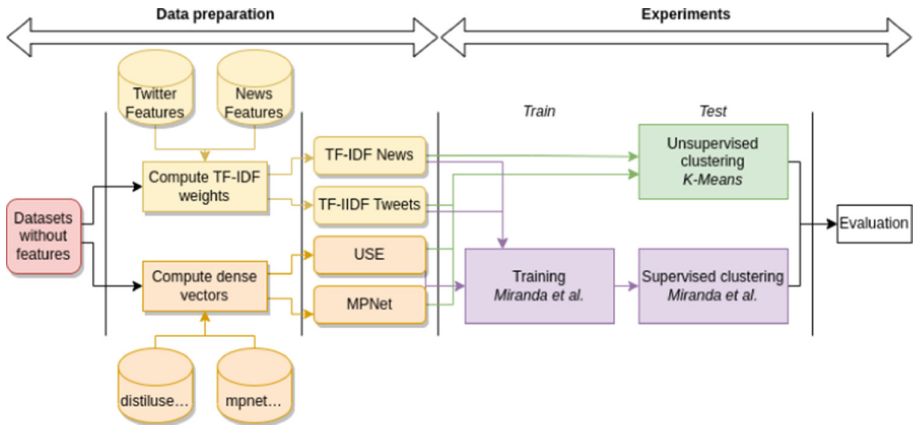 Data preparation
Experiments
Twitter
Features
News
Features
Train
Test
TF-IDF News
Unsupervised
clustering
K-Means
Compute TF-IDF
weights
TF-IIDF Tweets
Datasets
without
features
Evaluation
USE
Compute dense
vectors
Training
Miranda et al.
Supervised clustering
Miranda et al.
MPNet
distiluse...
mpnet...